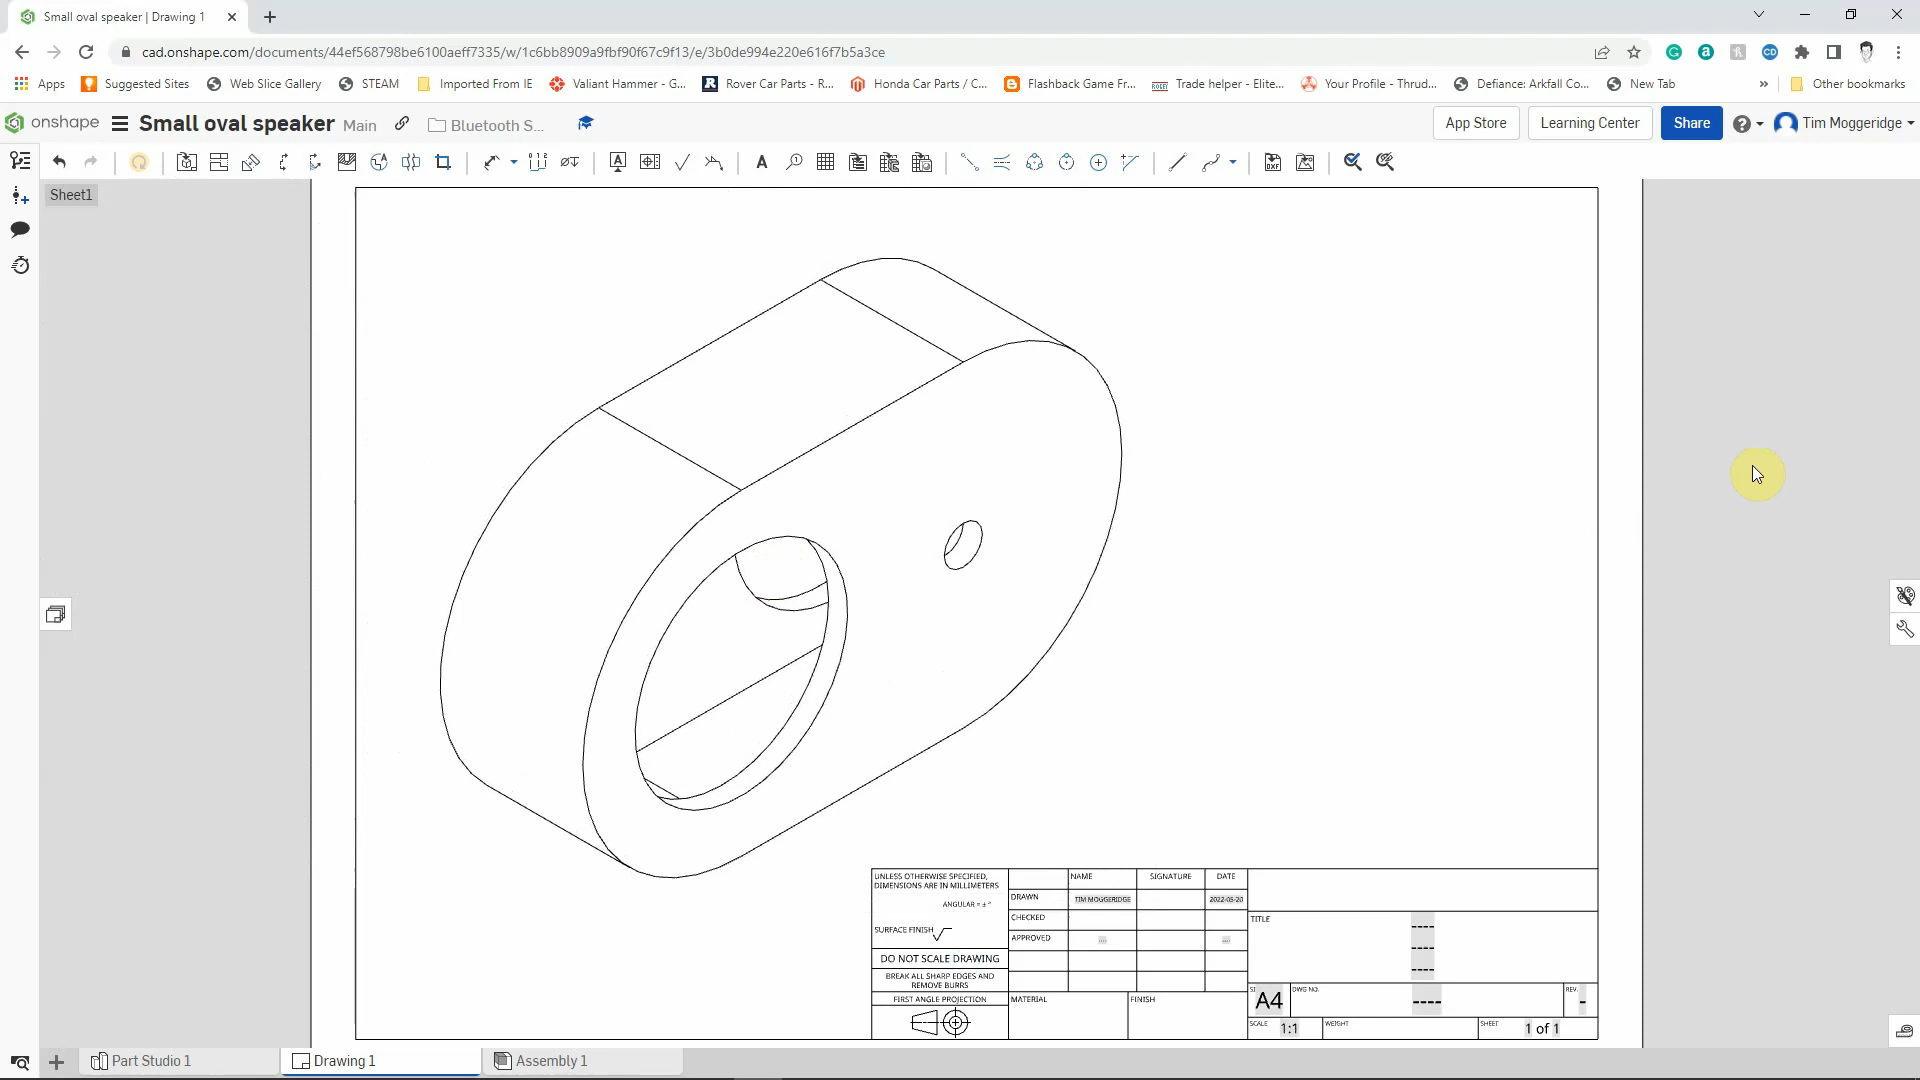 Small oval speaker | Drawing 1
cad.onshape.com/documents/44ef568798be6100aeff7335/w/1c6bb8909a9fbf90f67c9f13/e/3b0de994e220e616f7b5a3ce
Apps Suggested Sites Web Slice Gallery STEAM Imported From IE Valiant Hammer - G... Rover Car Parts - R... Honda Car Parts / C... Flashback Game Fr... Trade helper - Elite... Your Profile - Thrud... Defiance: Arkfall Co... New Tab » Other bookmarks
onshape Small oval speaker Main Bluetooth S... App Store Learning Center Share Tim Moggeridge
Sheet1
UNLESS OTHERWISE SPECIFIED,
DIMENSIONS ARE IN MILLIMETERS
ANGULAR = ± °
SURFACE FINISH
DO NOT SCALE DRAWING
BREAK ALL SHARP EDGES AND
REMOVE BURRS
FIRST ANGLE PROJECTION
NAME SIGNATURE DATE
DRAWN TIM MOGGERIDGE 2022-05-20
CHECKED
APPROVED
MATERIAL FINISH
TITLE
----
----
----
A4 DWG NO. ---- REV. -
SCALE 1:1 WEIGHT SHEET 1 of 1
Part Studio 1 Drawing 1 Assembly 1